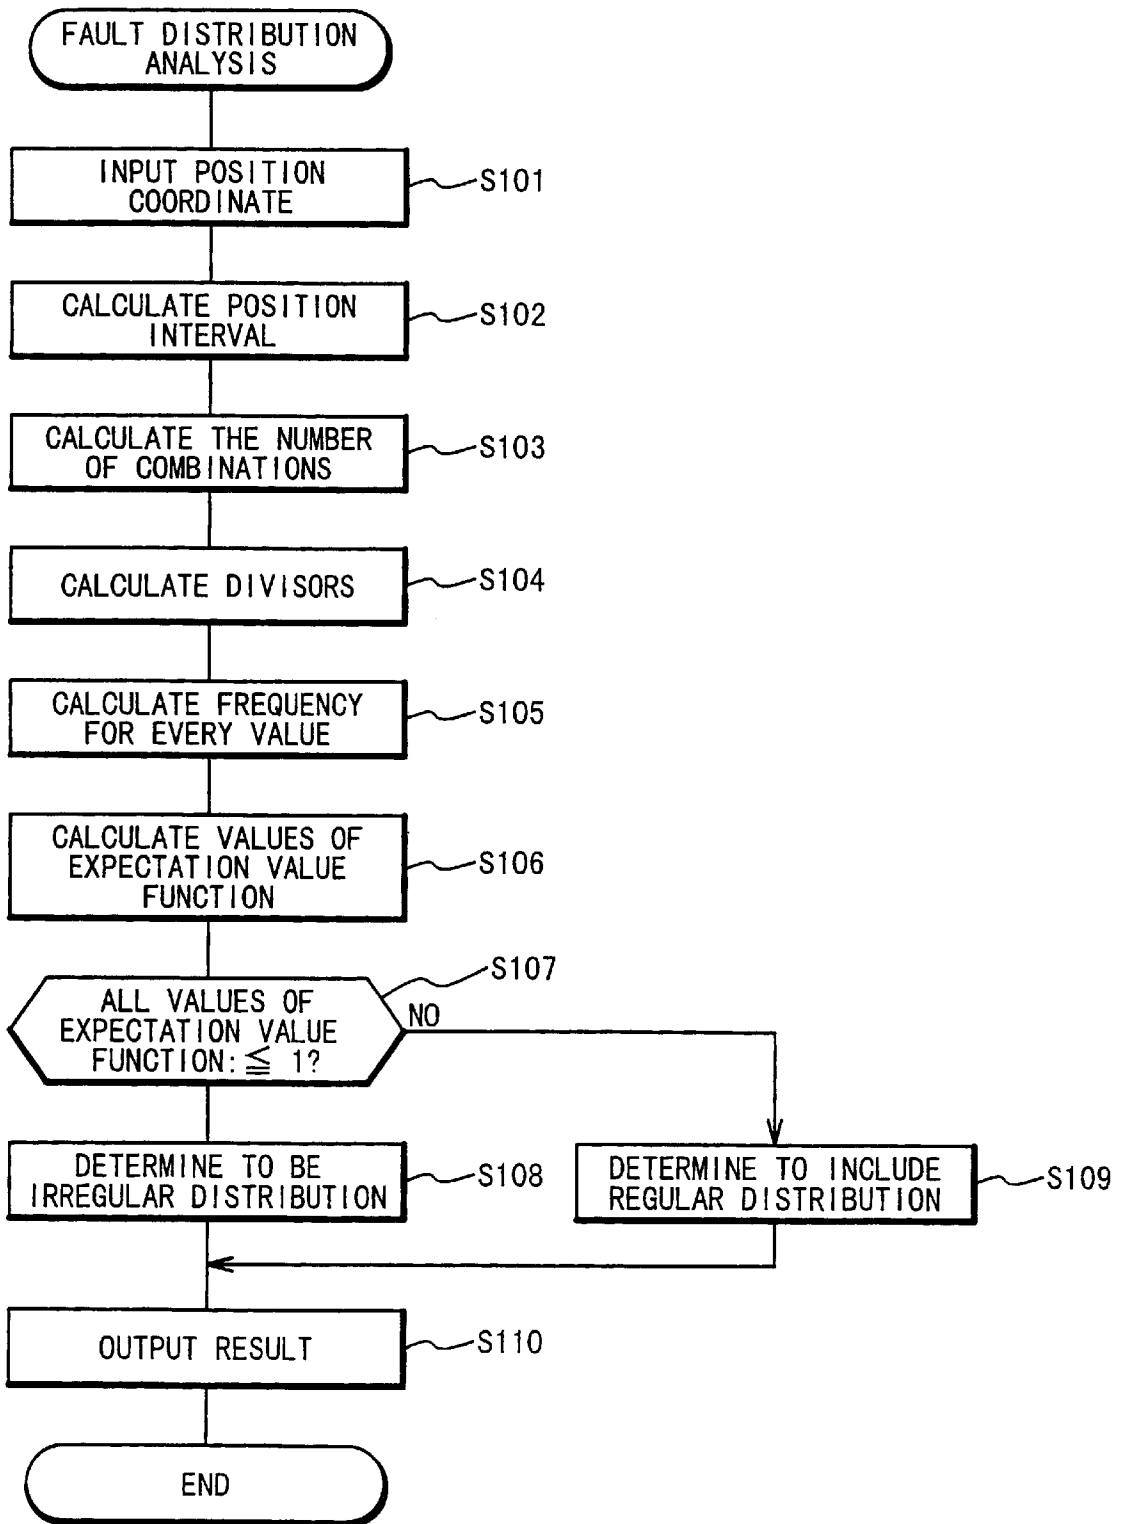 FAULT DISTRIBUTION
ANALYSIS
INPUT POSITION
COORDINATE
S101
CALCULATE POSITION
INTERVAL
S102
CALCULATE THE NUMBER
OF COMBINATIONS
S103
CALCULATE DIVISORS
S104
CALCULATE FREQUENCY
FOR EVERY VALUE
S105
CALCULATE VALUES OF
EXPECTATION VALUE
FUNCTION
S106
S107
ALL VALUES OF
EXPECTATION VALUE
FUNCTION: ≦ 1?
NO
DETERMINE TO BE
IRREGULAR DISTRIBUTION
S108
DETERMINE TO INCLUDE
REGULAR DISTRIBUTION
S109
OUTPUT RESULT
S110
END